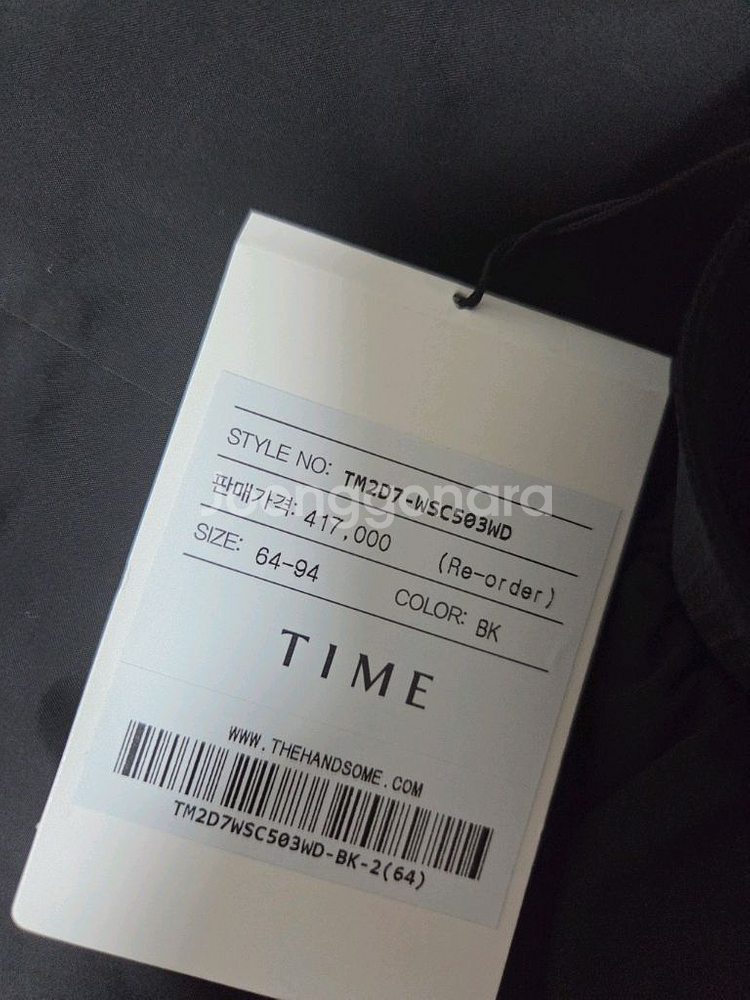 STYLE NO: TM2D7-WSC503WD
판매가격: 417,000 (Re-order)
SIZE: 64-94 COLOR: BK
TIME
WWW.THEHANDSOME.COM
TM2D7WSC503WD-BK-2(64)
Joonggonara